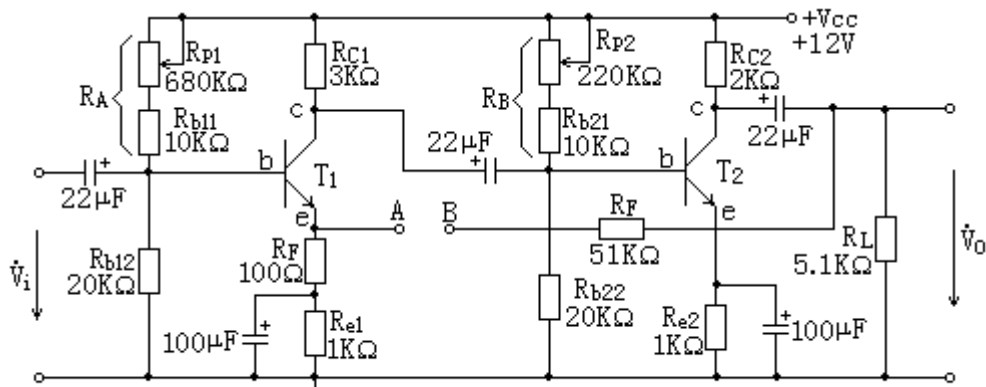 +VCC
+12V
RP1
680KΩ
RA
Rb11
10KΩ
RC1
3KΩ
c
RP2
220KΩ
RB
Rb21
10KΩ
RC2
2KΩ
c
+
22μF
22μF
+
b
T1
e
b
T2
e
+
22μF
A
B
RF
51KΩ
RF
100Ω
RL
5.1KΩ
V̇i
Rb12
20KΩ
Rb22
20KΩ
V̇O
100μF
+
Re1
1KΩ
Re2
1KΩ
+
100μF